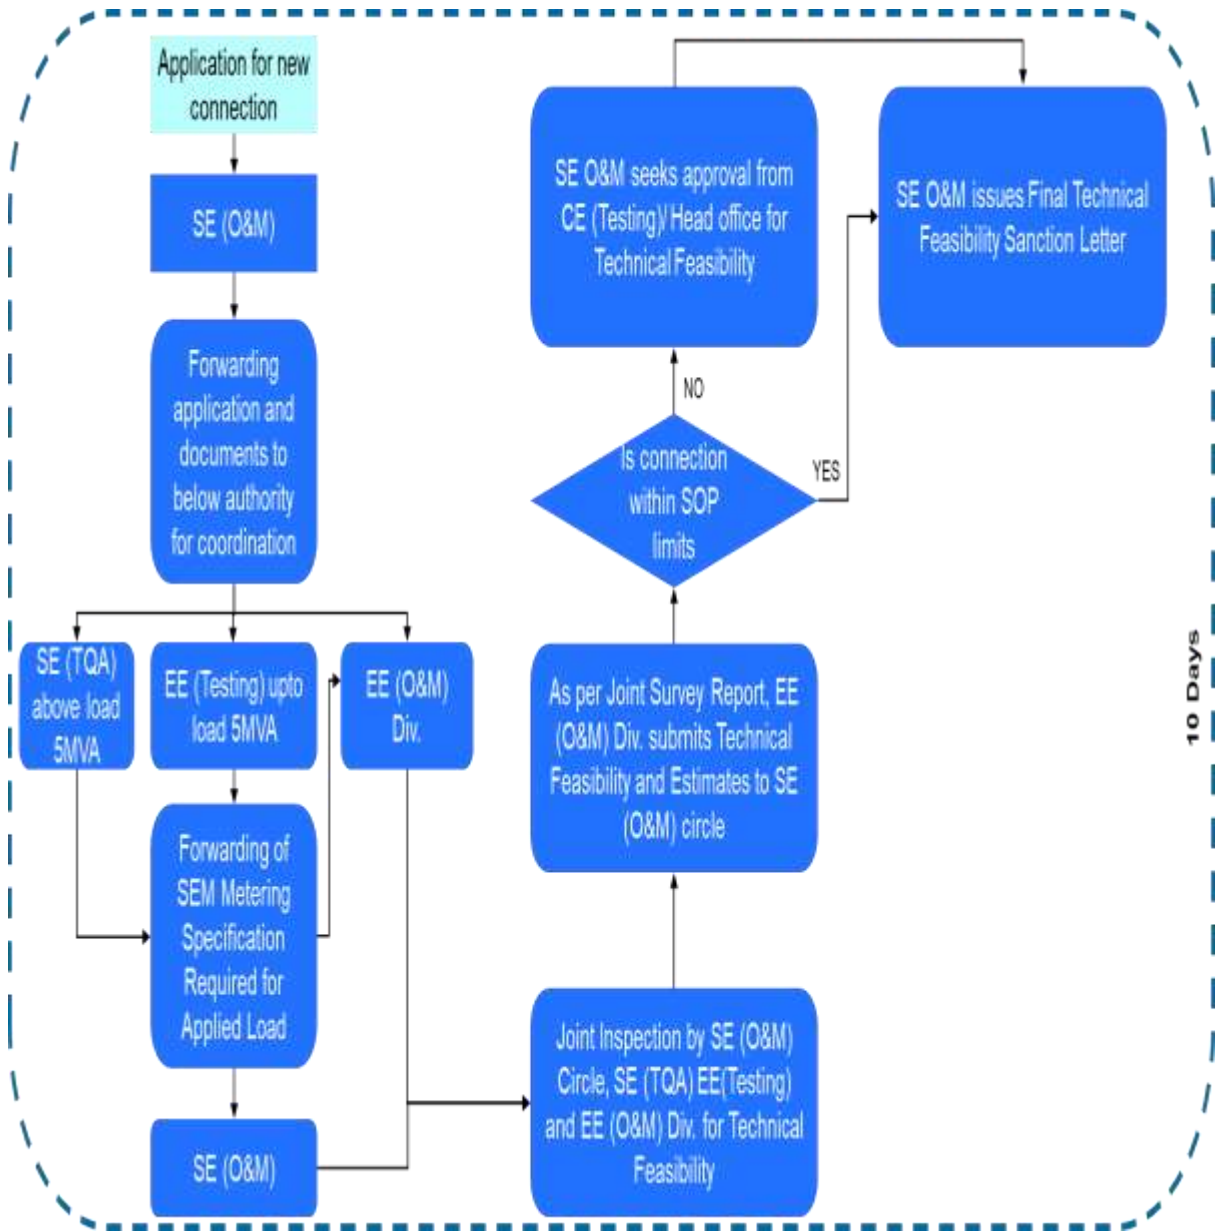 Application for new
connection
SE (O&M)
Forwarding
application and
documents to
below authority
for coordination
SE (TQA)
above load
5MVA
EE (Testing) upto
load 5MVA
EE (O&M)
Div.
Forwarding of
SEM Metering
Specification
Required for
Applied Load
SE (O&M)
Joint Inspection by SE (O&M)
Circle, SE (TQA) EE(Testing)
and EE (O&M) Div. for Technical
Feasibility
As per Joint Survey Report, EE
(O&M) Div. submits Technical
Feasibility and Estimates to SE
(O&M) circle
Is connection
within SOP
limits
NO
YES
SE O&M seeks approval from
CE (Testing)/ Head office for
Technical Feasibility
SE O&M issues Final Technical
Feasibility Sanction Letter
10 Days